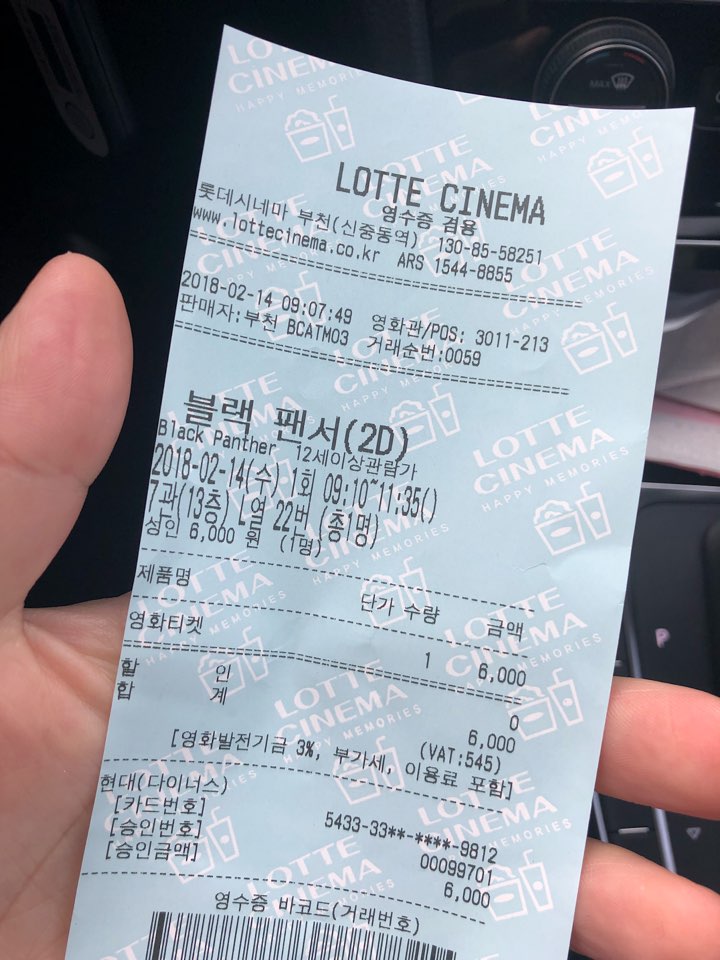 LOTTE CINEMA
영수증 겸용
롯데시네마 부천(신중동역) 130-85-58251
www.lottecinema.co.kr ARS 1544-8855
2018-02-14 09:07:49 영화관/POS: 3011-213
판매자:부천 BCATM03 거래순번:0059
블랙 팬서(2D)
Black Panther 12세이상관람가
2018-02-14(수) 1회 09:10~11:35()
7관(13층) L열 22번 (총1명)
성인 6,000 원 (1명)
제품명 단가 수량 금액
영화티켓 1 6,000
할 인 0
합 계 6,000
(VAT:545)
[영화발전기금 3%, 부가세, 이용료 포함]
현대(다이너스)
[카드번호] 5433-33**-****-9812
[승인번호] 00099701
[승인금액] 6,000
영수증 바코드(거래번호)
LOTTE CINEMA
HAPPY MEMORIES
MAX
P